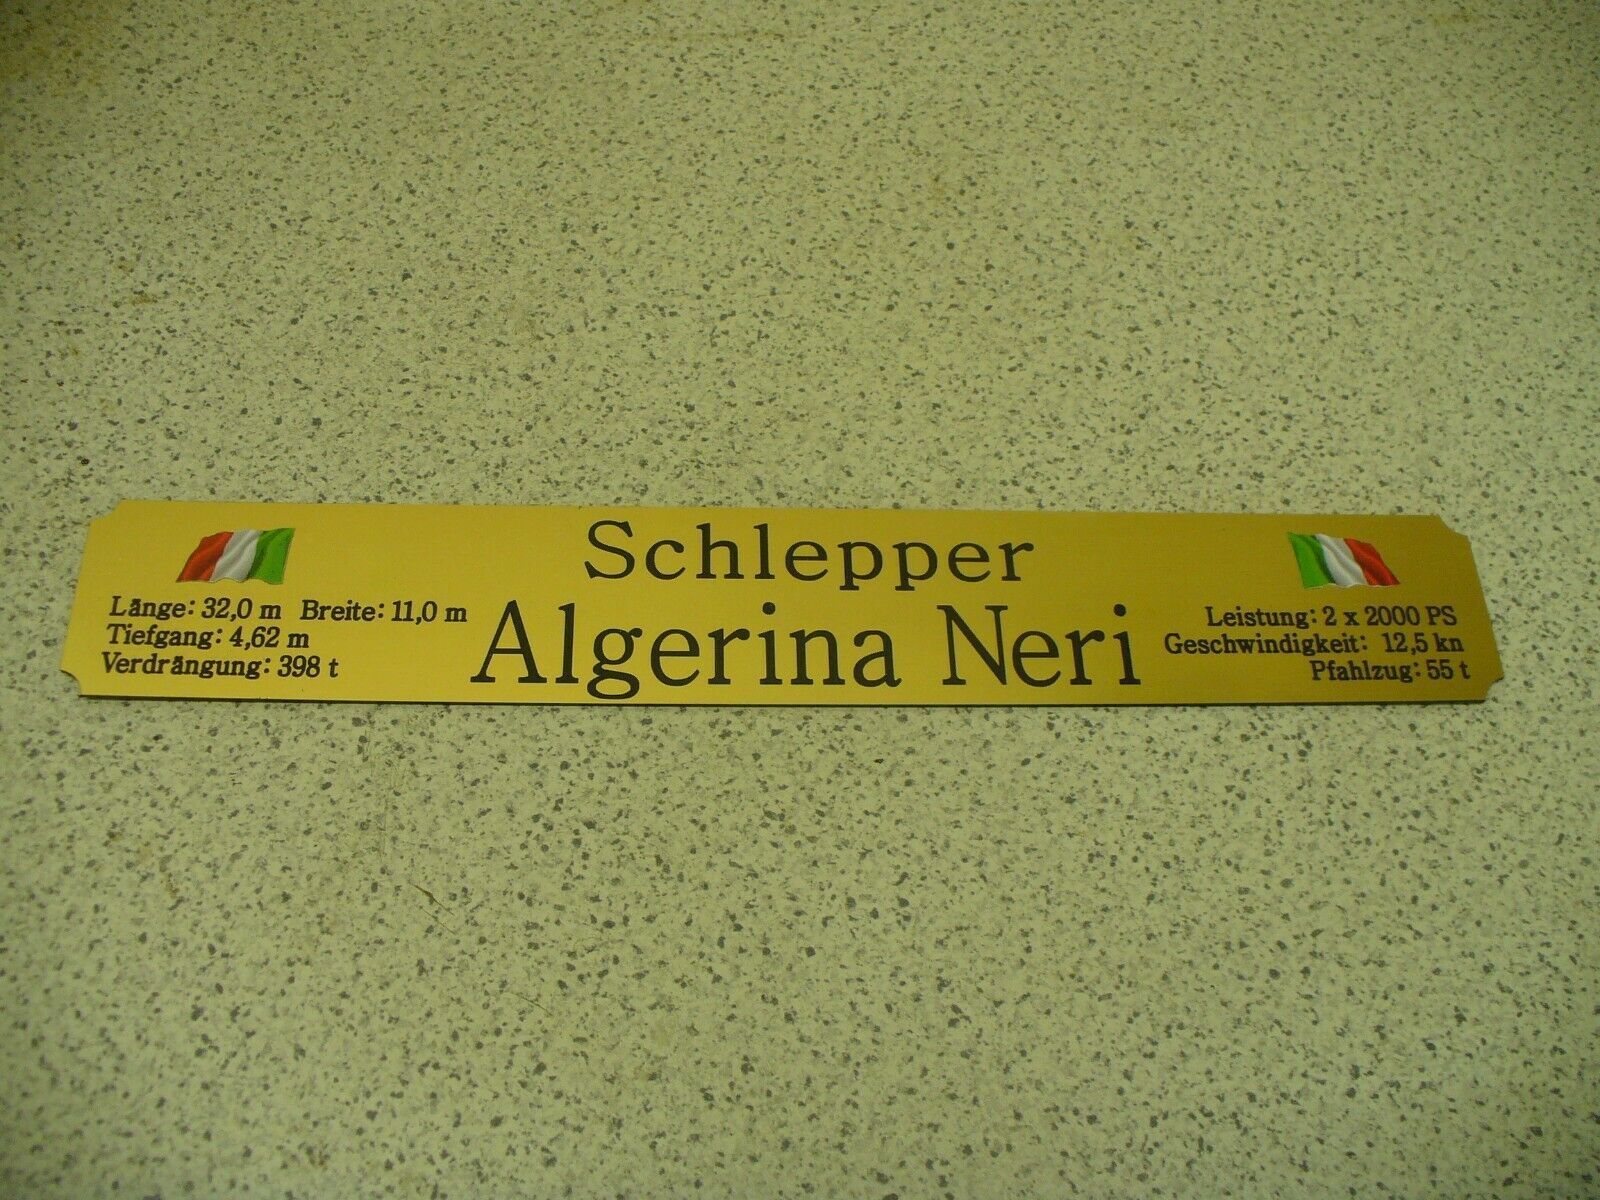 Schlepper
Algerina Neri
Länge: 32,0 m Breite: 11,0 m
Tiefgang: 4,62 m
Verdrängung: 398 t
Leistung: 2 x 2000 PS
Geschwindigkeit: 12,5 kn
Pfahlzug: 55 t